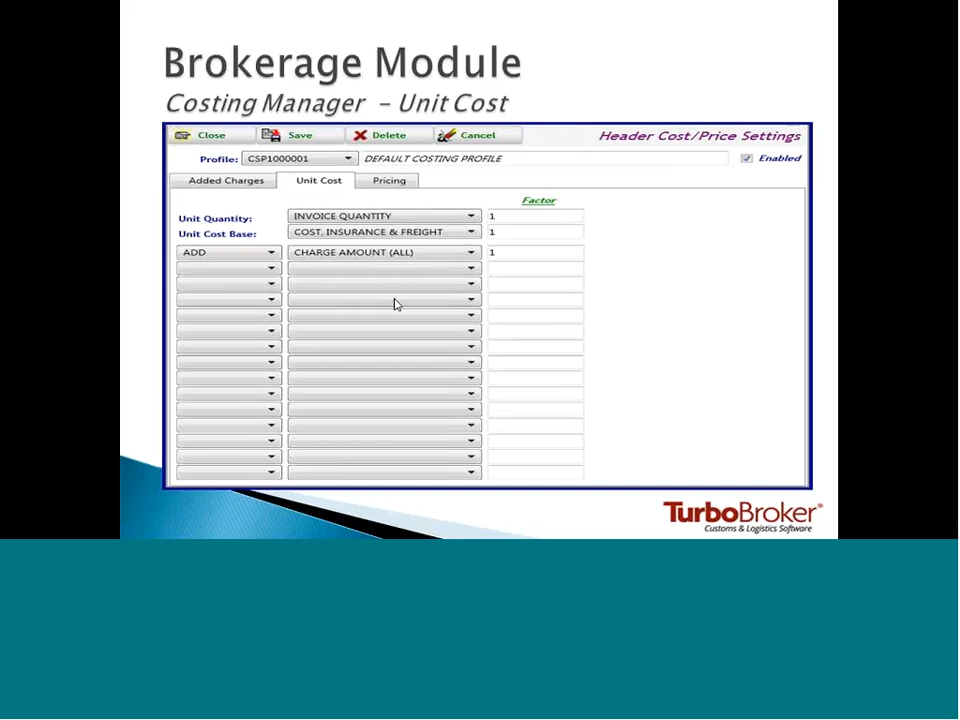 Brokerage Module
Costing Manager - Unit Cost
Close Save Delete Cancel Header Cost/Price Settings
Profile: CSP1000001 DEFAULT COSTING PROFILE Enabled
Added Charges Unit Cost Pricing
Factor
Unit Quantity: INVOICE QUANTITY 1
Unit Cost Base: COST, INSURANCE & FREIGHT 1
ADD CHARGE AMOUNT (ALL) 1
TurboBroker®
Customs & Logistics Software